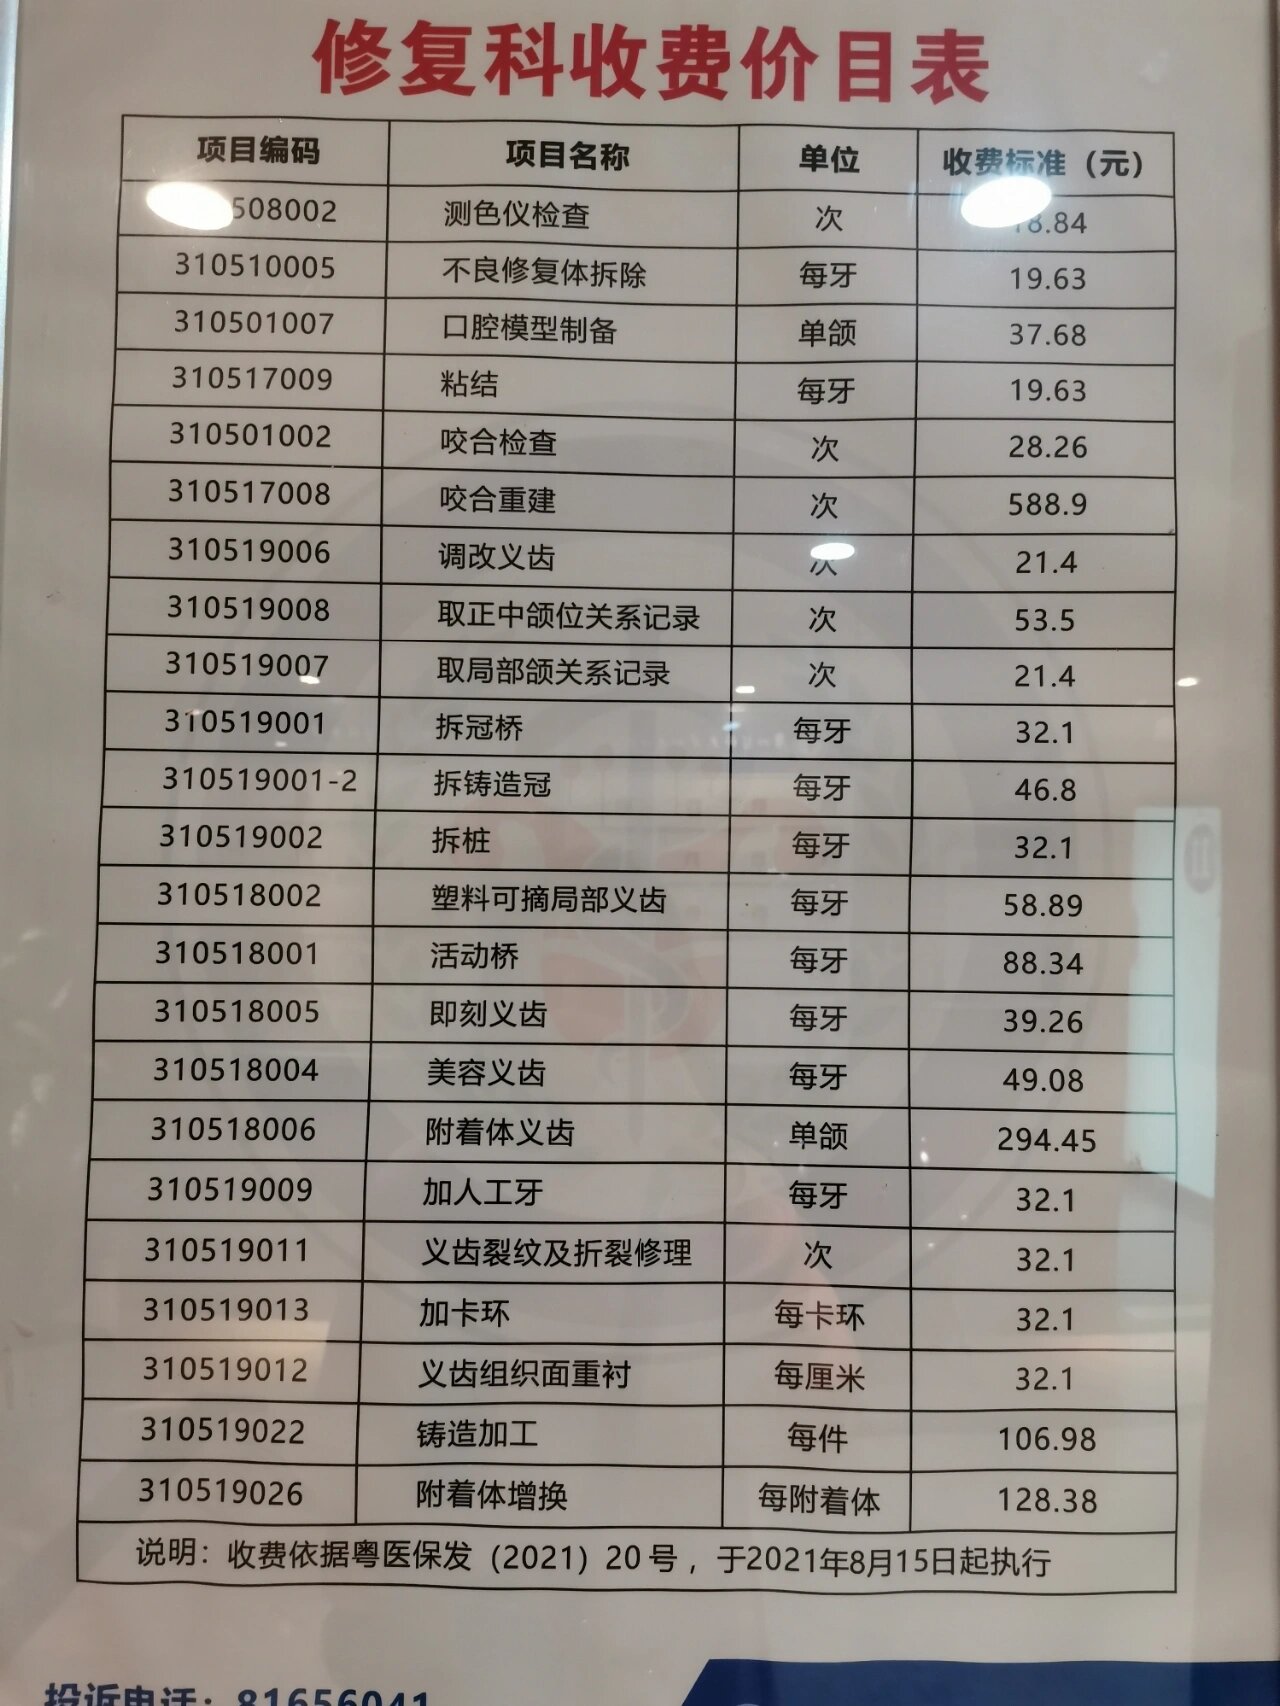 修复科收费价目表
项目编码 项目名称 单位 收费标准（元）
508002 测色仪检查 次 8.84
310510005 不良修复体拆除 每牙 19.63
310501007 口腔模型制备 单颌 37.68
310517009 粘结 每牙 19.63
310501002 咬合检查 次 28.26
310517008 咬合重建 次 588.9
310519006 调改义齿 次 21.4
310519008 取正中颌位关系记录 次 53.5
310519007 取局部颌关系记录 次 21.4
310519001 拆冠桥 每牙 32.1
310519001-2 拆铸造冠 每牙 46.8
310519002 拆桩 每牙 32.1
310518002 塑料可摘局部义齿 每牙 58.89
310518001 活动桥 每牙 88.34
310518005 即刻义齿 每牙 39.26
310518004 美容义齿 每牙 49.08
310518006 附着体义齿 单颌 294.45
310519009 加人工牙 每牙 32.1
310519011 义齿裂纹及折裂修理 次 32.1
310519013 加卡环 每卡环 32.1
310519012 义齿组织面重衬 每厘米 32.1
310519022 铸造加工 每件 106.98
310519026 附着体增换 每附着体 128.38
说明：收费依据粤医保发（2021）20号，于2021年8月15日起执行
投诉电话：81656041